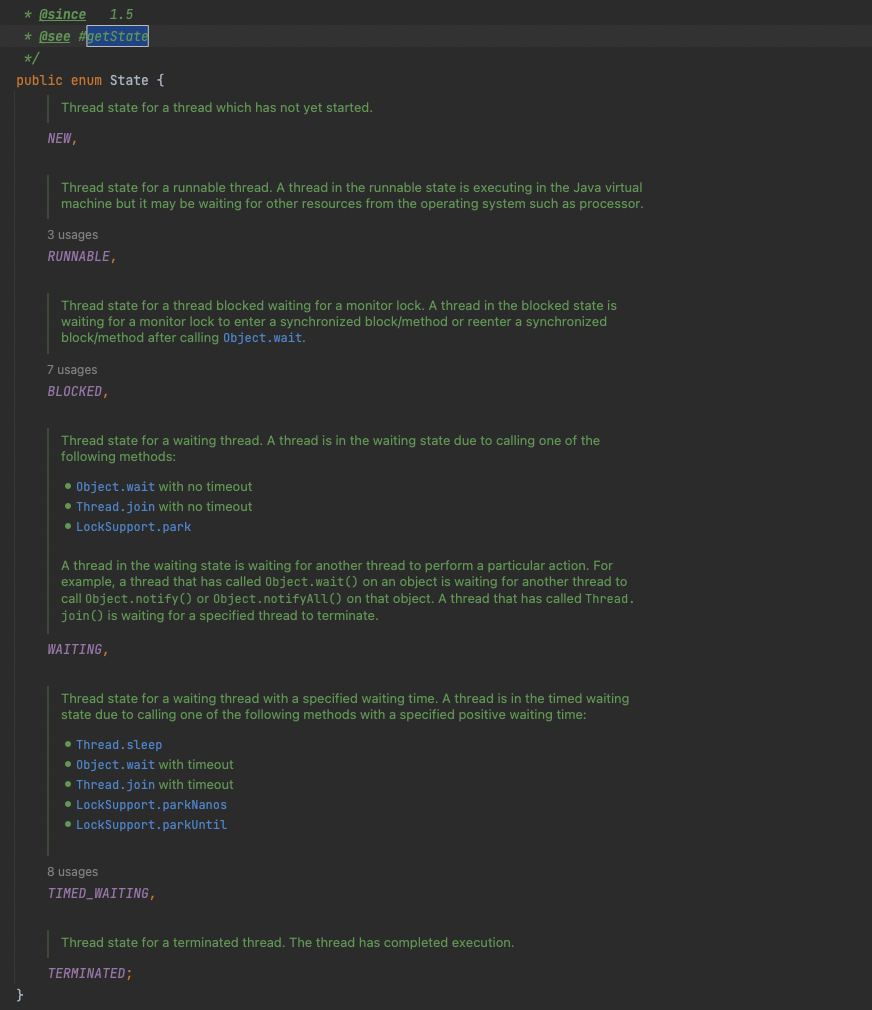 * @since   1.5
* @see #getState
*/
public enum State {
Thread state for a thread which has not yet started.
NEW,
Thread state for a runnable thread. A thread in the runnable state is executing in the Java virtual
machine but it may be waiting for other resources from the operating system such as processor.
3 usages
RUNNABLE,
Thread state for a thread blocked waiting for a monitor lock. A thread in the blocked state is
waiting for a monitor lock to enter a synchronized block/method or reenter a synchronized
block/method after calling Object.wait.
7 usages
BLOCKED,
Thread state for a waiting thread. A thread is in the waiting state due to calling one of the
following methods:
• Object.wait with no timeout
• Thread.join with no timeout
• LockSupport.park
A thread in the waiting state is waiting for another thread to perform a particular action. For
example, a thread that has called Object.wait() on an object is waiting for another thread to
call Object.notify() or Object.notifyAll() on that object. A thread that has called Thread.
join() is waiting for a specified thread to terminate.
WAITING,
Thread state for a waiting thread with a specified waiting time. A thread is in the timed waiting
state due to calling one of the following methods with a specified positive waiting time:
• Thread.sleep
• Object.wait with timeout
• Thread.join with timeout
• LockSupport.parkNanos
• LockSupport.parkUntil
8 usages
TIMED_WAITING,
Thread state for a terminated thread. The thread has completed execution.
TERMINATED;
}